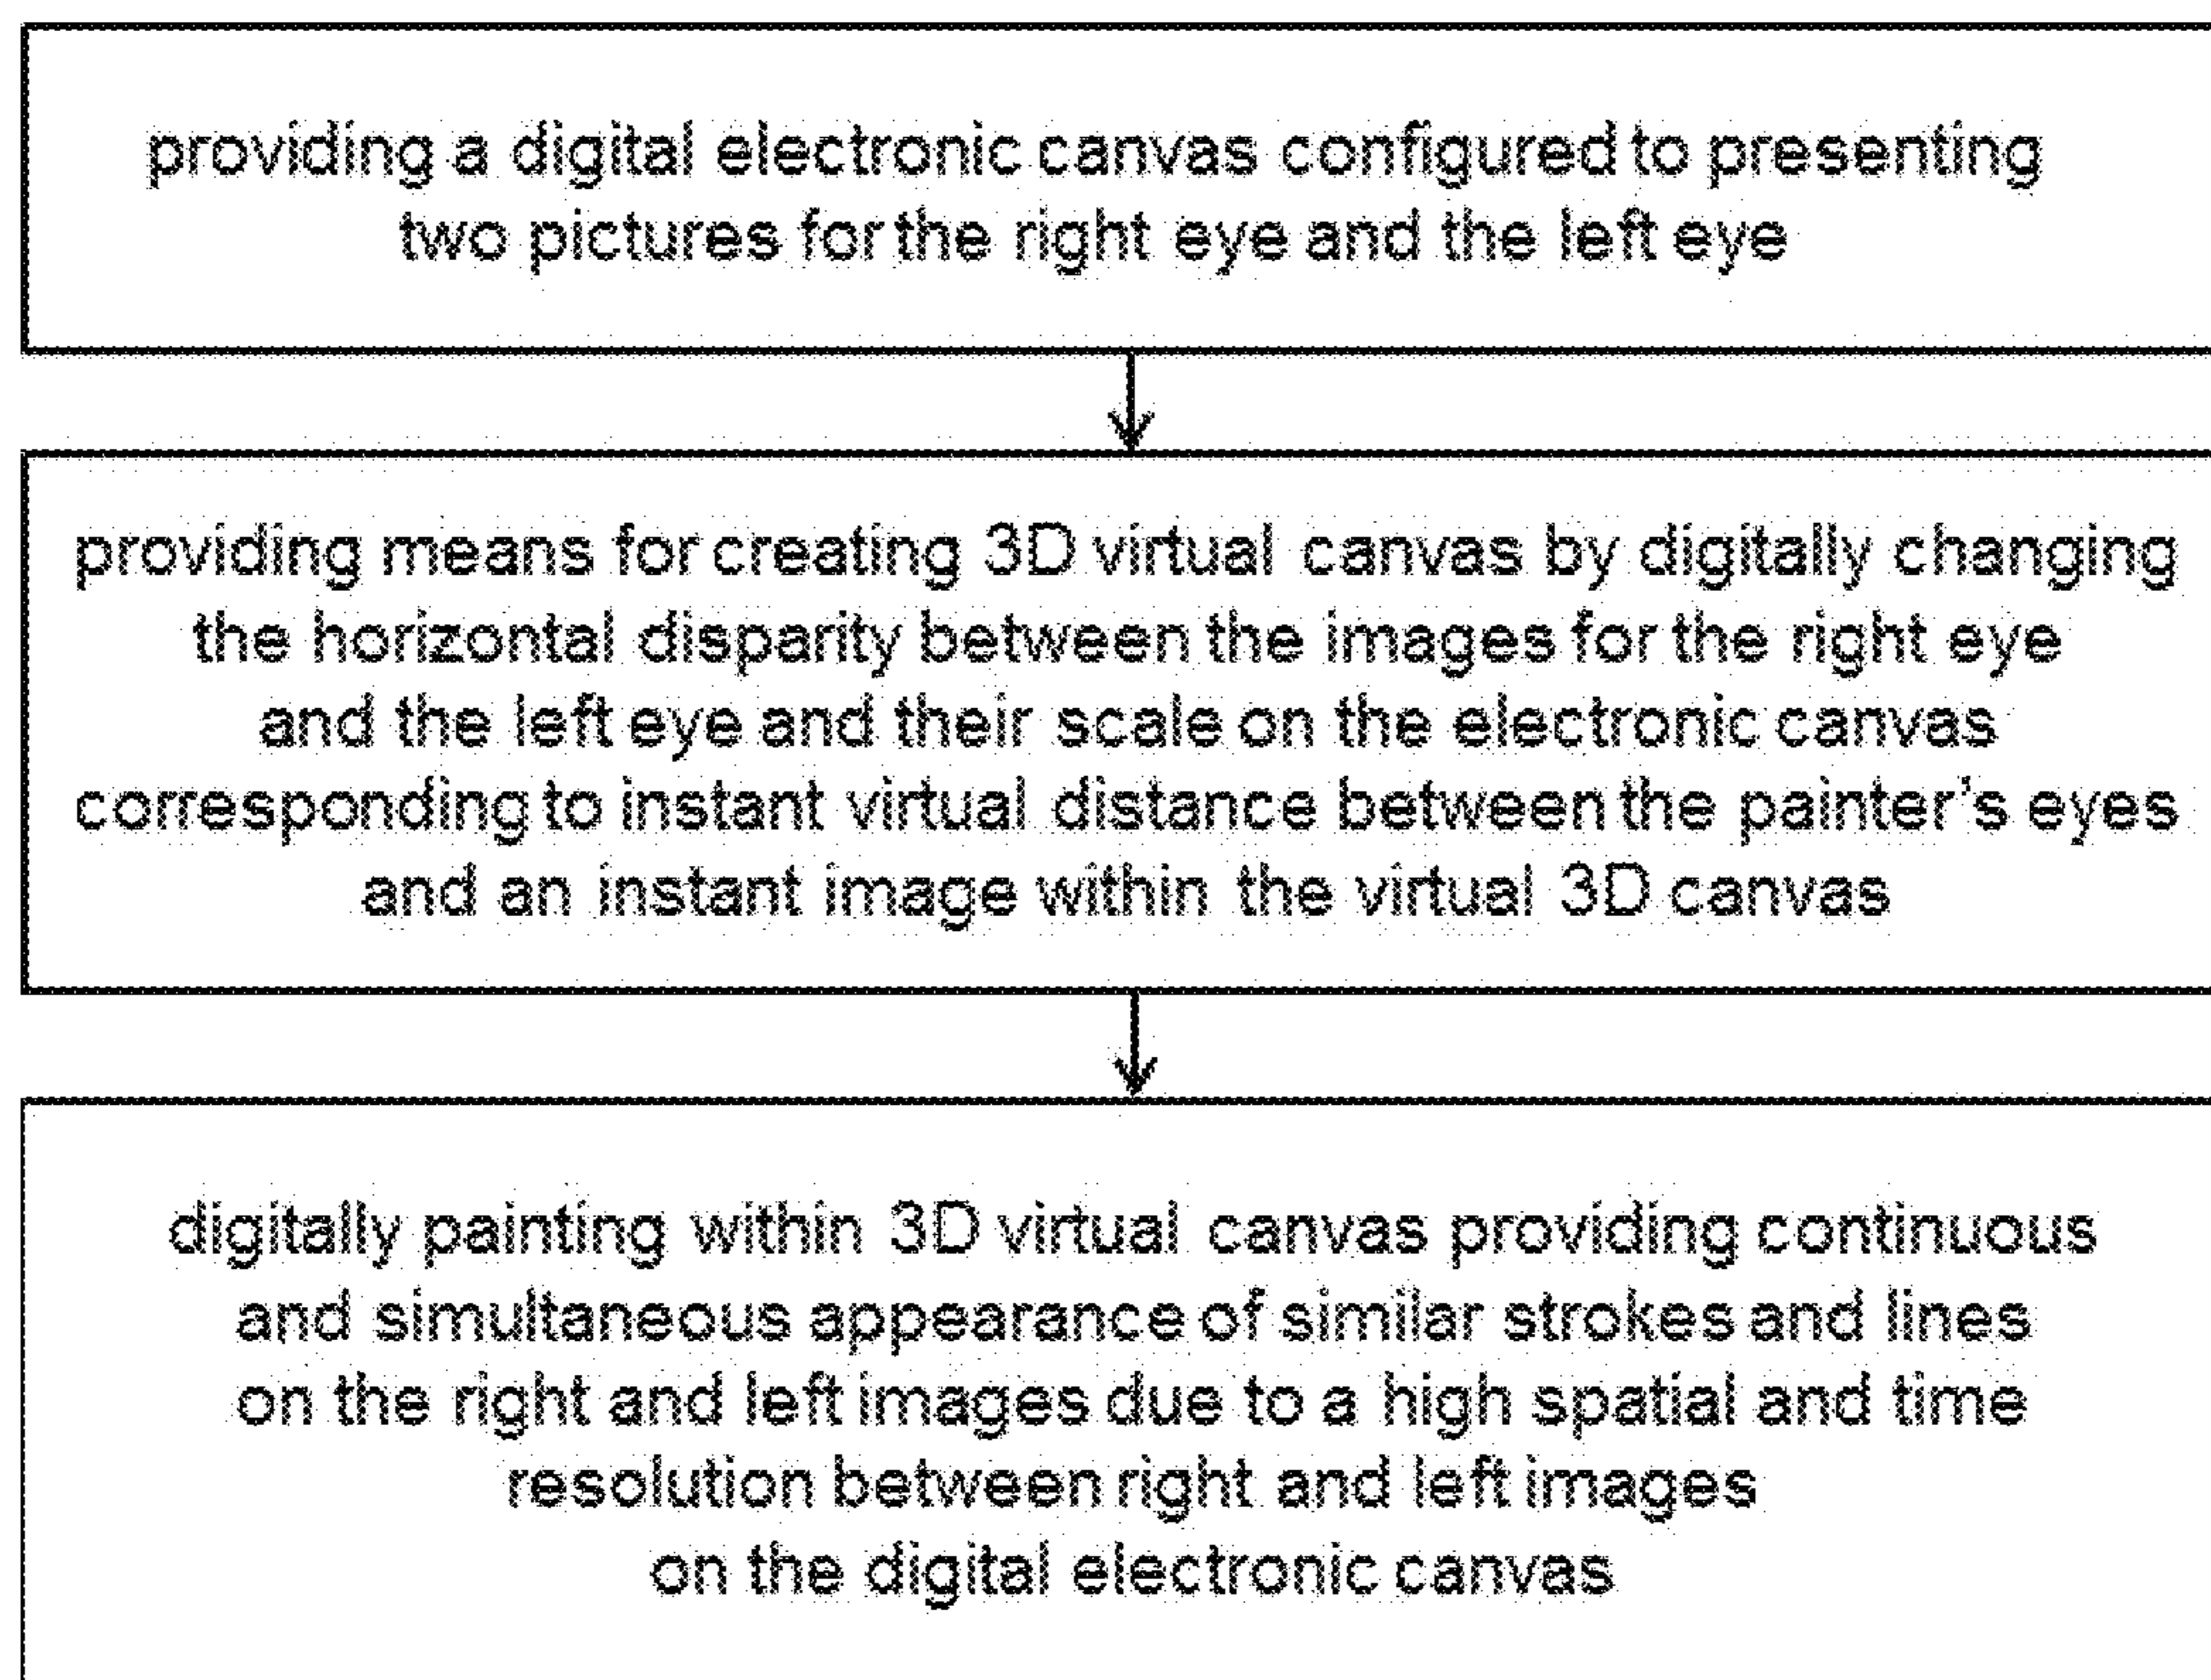 providing a digital electronic canvas configured to presenting
two pictures for the right eye and the left eye
providing means for creating 3D virtual canvas by digitally changing
the horizontal disparity between the images for the right eye
and the left eye and their scale on the electronic canvas
corresponding to instant virtual distance between the painter's eyes
and an instant image within the virtual 3D canvas
digitally painting within 3D virtual canvas providing continuous
and simultaneous appearance of similar strokes and lines
on the right and left images due to a high spatial and time
resolution between right and left images
on the digital electronic canvas